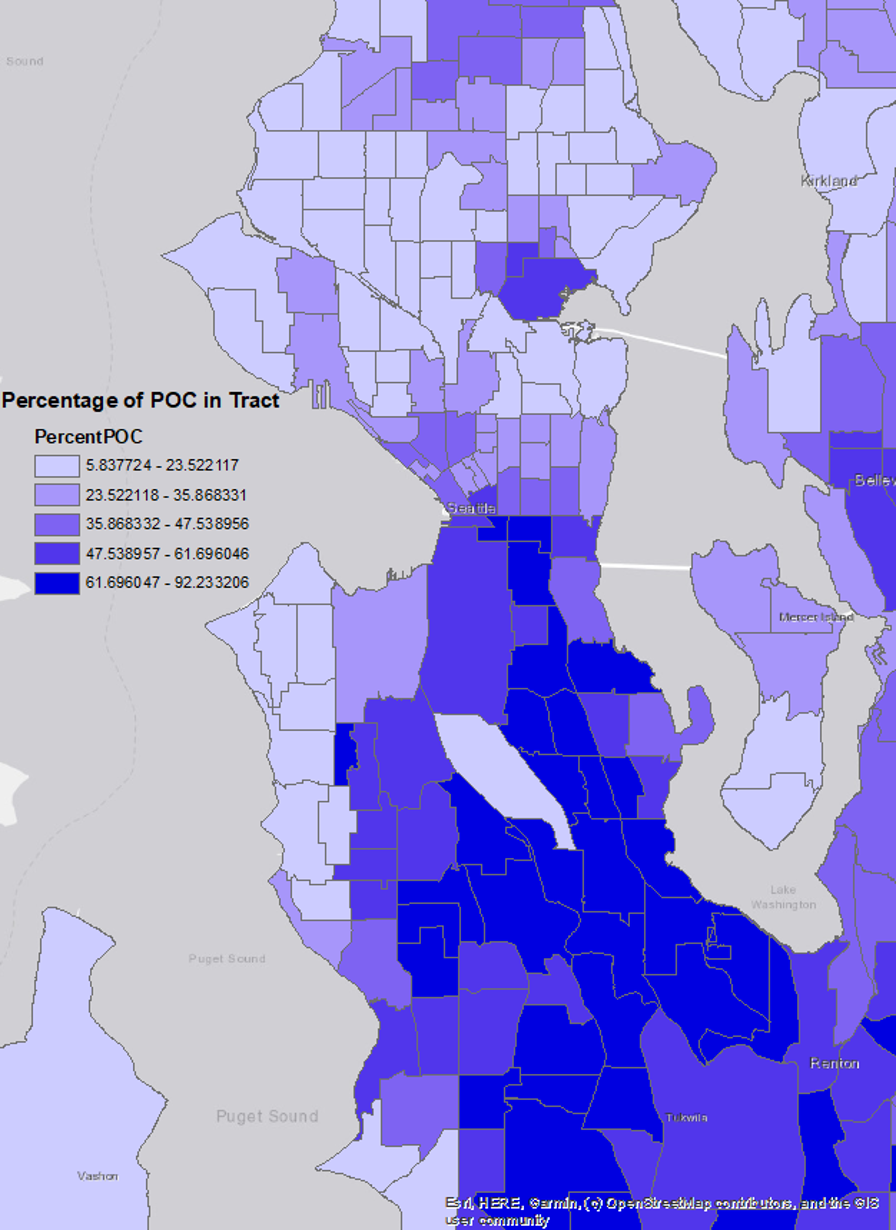 Sound
Kirkland
Percentage of POC in Tract
PercentPOC
5.837724 - 23.522117
23.522118 - 35.868331
35.868332 - 47.538956
47.538957 - 61.696046
61.696047 - 92.233206
Bellev
Seattle
Mercer Island
Lake
Washington
Puget Sound
Renton
Puget Sound
Tukwila
Vashon
Esri, HERE, Garmin, (c) OpenStreetMap contributors, and the GIS
user community